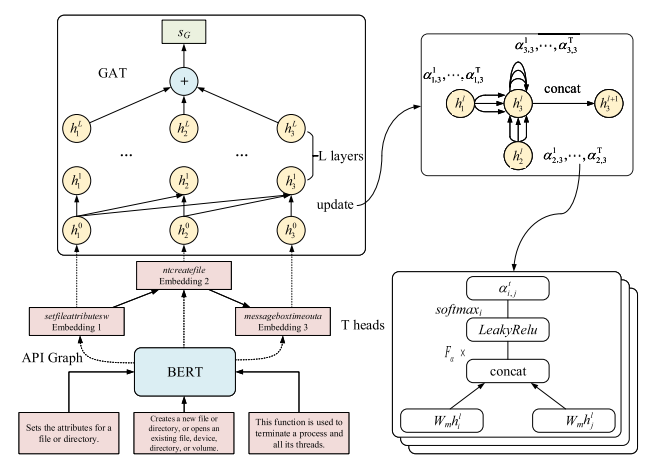 s_G
GAT
+
h_1^L
h_2^L
h_3^L
...
...
L layers
h_1^1
h_2^1
h_3^1
update
h_1^0
h_2^0
h_3^0
ntcreatefile
Embedding 2
setfileattributesw
Embedding 1
messageboxtimeouta
Embedding 3
API Graph
BERT
Sets the attributes for a
file or directory.
Creates a new file or
directory, or opens an
existing file, device,
directory, or volume.
This function is used to
terminate a process and
all its threads.
α_{3,3}^1,···,α_{3,3}^T
α_{1,3}^1,···,α_{1,3}^T
concat
h_1^l
h_3^l
h_3^{l+1}
h_2^l
α_{2,3}^1,···,α_{2,3}^T
T heads
α_{i,j}^t
softmax_i
LeakyRelu
F_a ×
concat
W_m h_i^l
W_m h_j^l